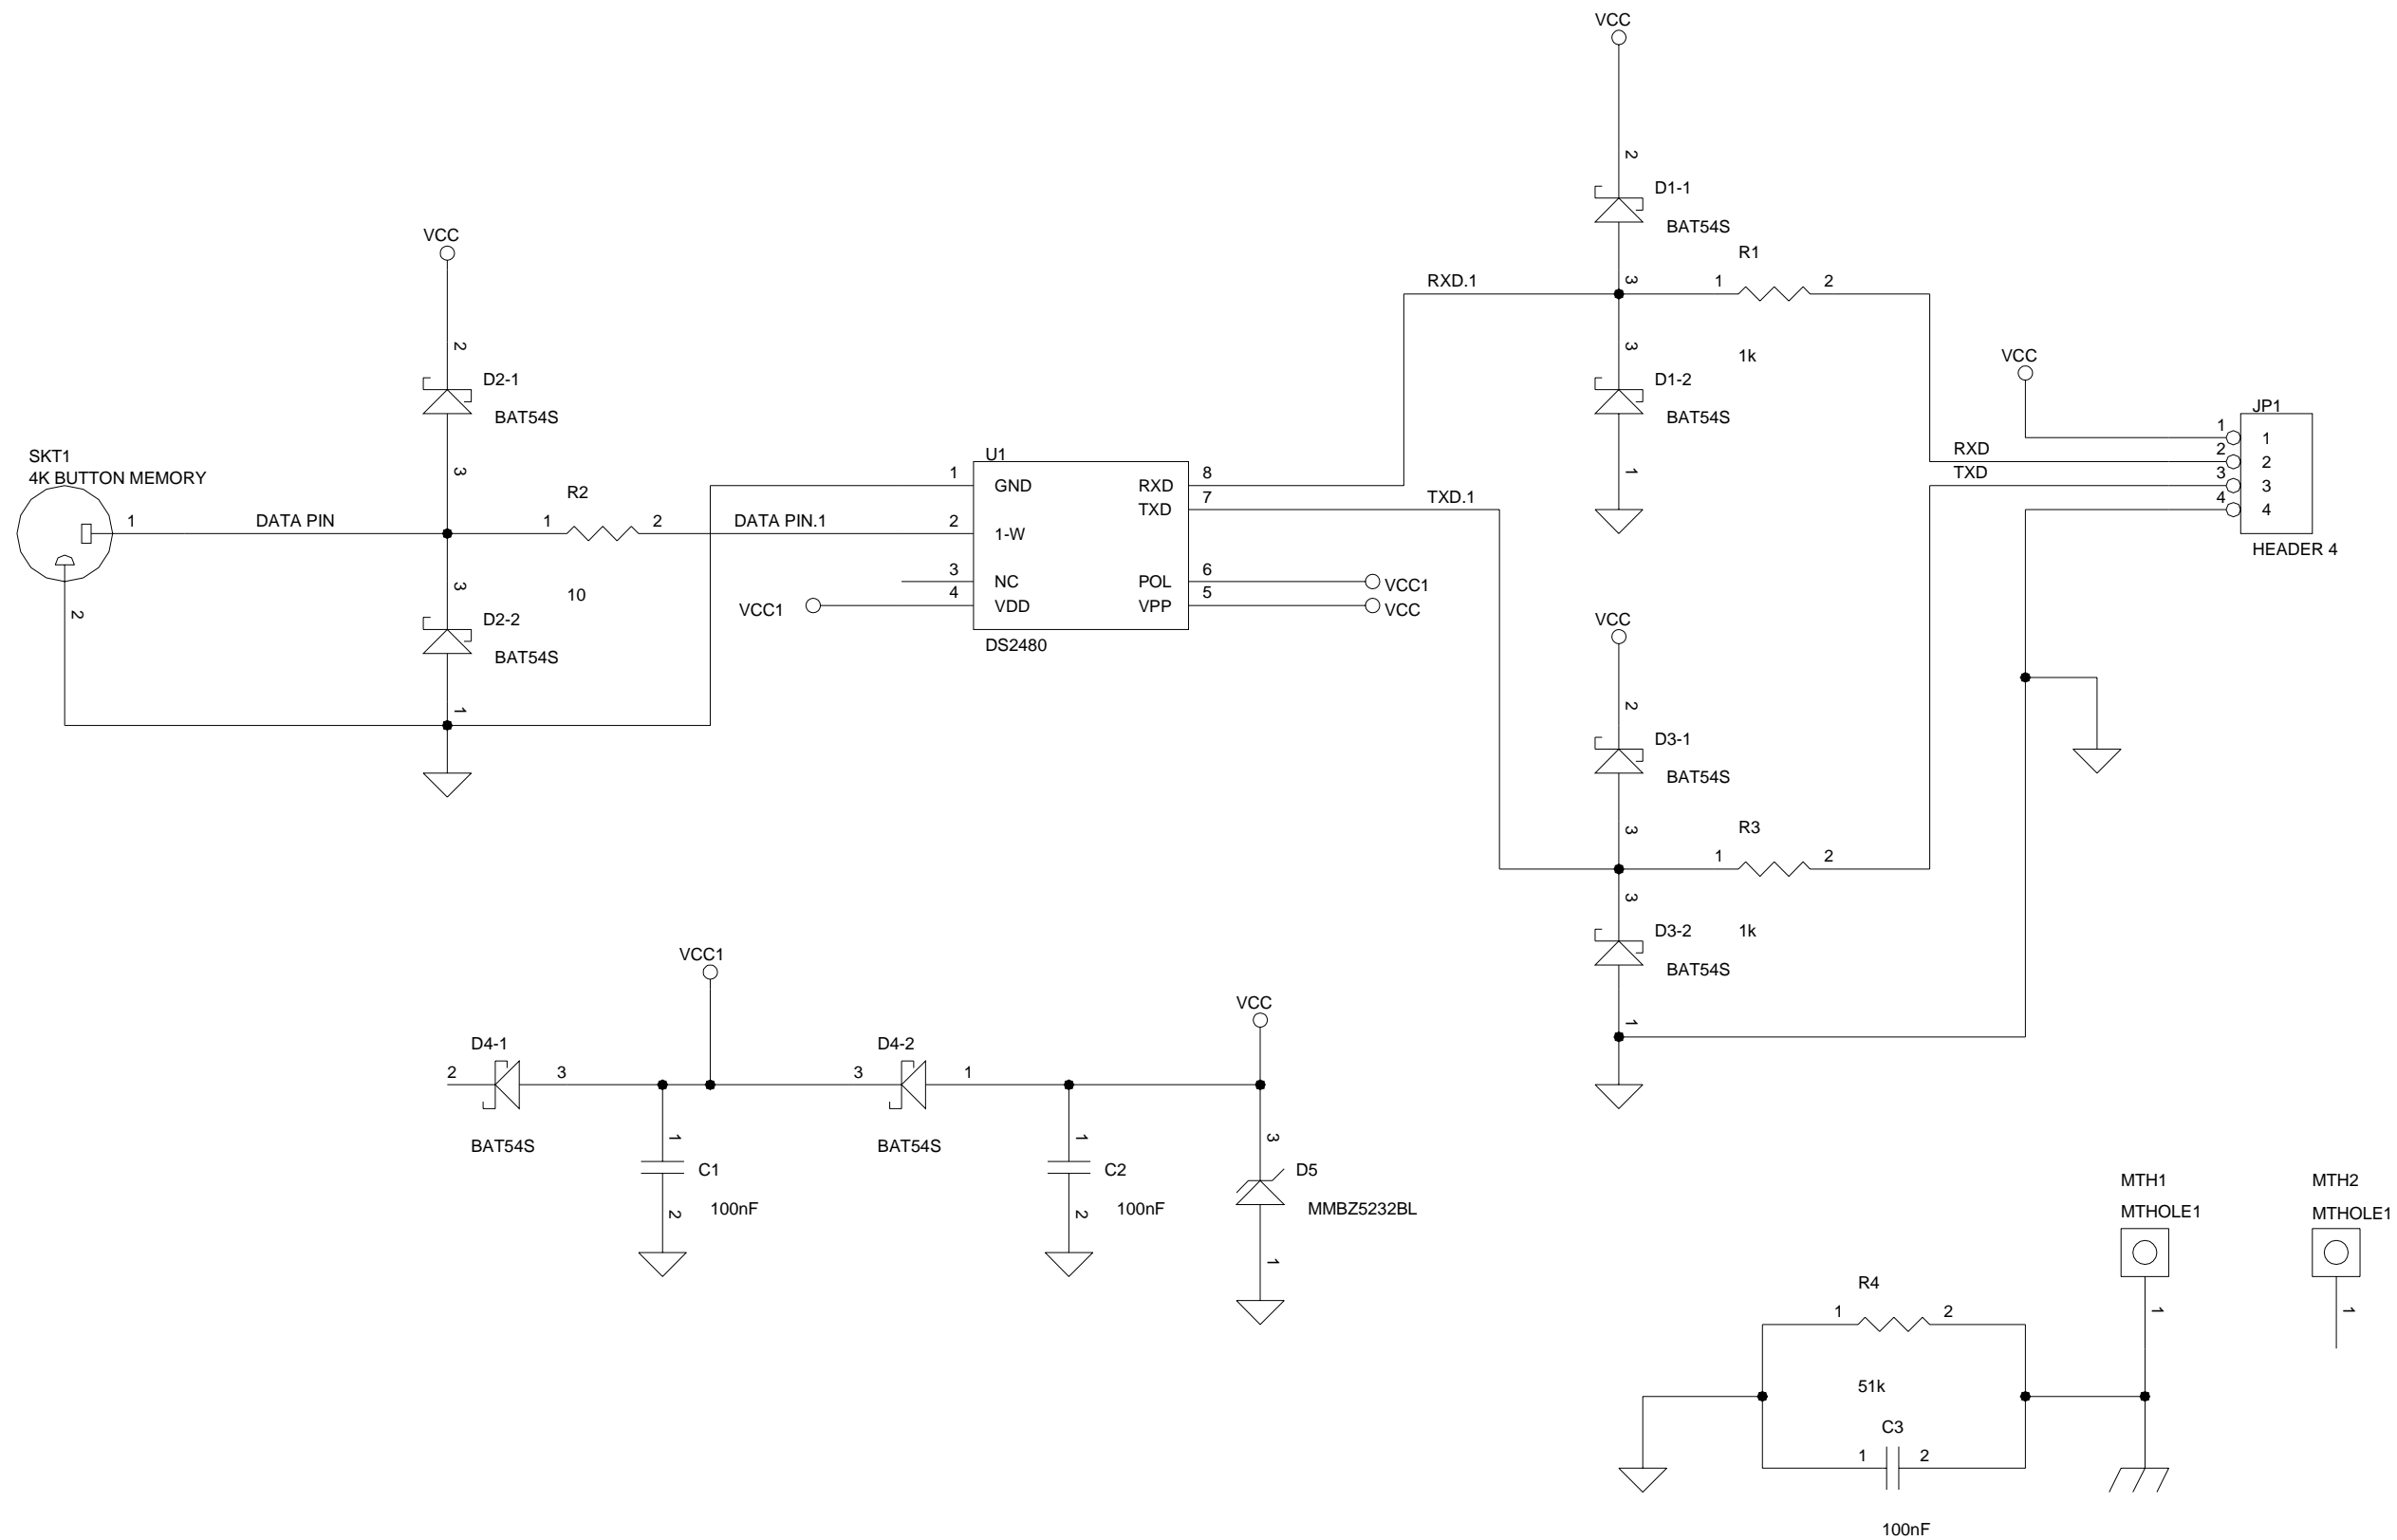 VCC
2
D1-1
BAT54S
R1
RXD.1
3
1
2
3
1k
D1-2
BAT54S
1
VCC
2
D2-1
BAT54S
3
SKT1
4K BUTTON MEMORY
1
DATA PIN
2
R2
1
2
DATA PIN.1
10
3
D2-2
BAT54S
1
U1
1
GND
2
1-W
3
NC
4
VDD
VCC1
RXD
8
TXD
7
POL
6
VCC1
VPP
5
VCC
DS2480
TXD.1
VCC
JP1
1
1
RXD
2
2
TXD
3
3
4
4
HEADER 4
VCC
2
D3-1
BAT54S
3
R3
1
2
3
D3-2
1k
BAT54S
1
VCC1
VCC
D4-1
2
3
BAT54S
D4-2
3
1
BAT54S
1
C1
100nF
2
1
C2
100nF
2
3
D5
MMBZ5232BL
1
MTH1
MTHOLE1
1
MTH2
MTHOLE1
1
R4
1
2
51k
C3
1
2
100nF